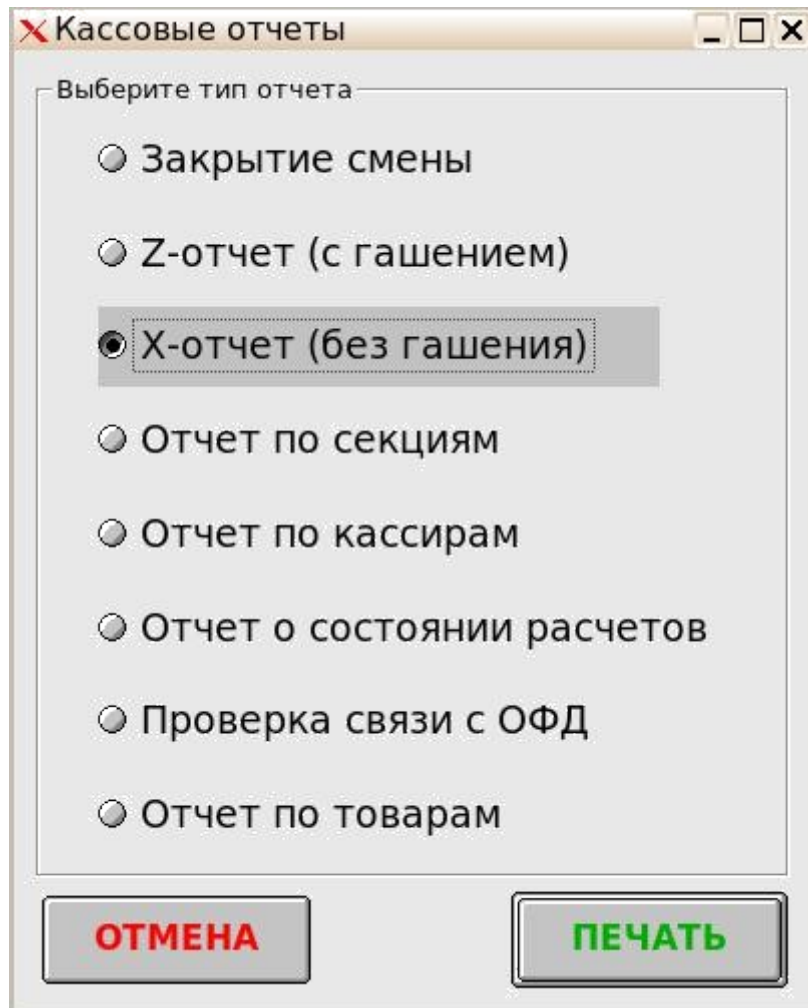 Кассовые отчеты
Выберите тип отчета
Закрытие смены
Z-отчет (с гашением)
X-отчет (без гашения)
Отчет по секциям
Отчет по кассирам
Отчет о состоянии расчетов
Проверка связи с ОФД
Отчет по товарам
ОТМЕНА ПЕЧАТЬ